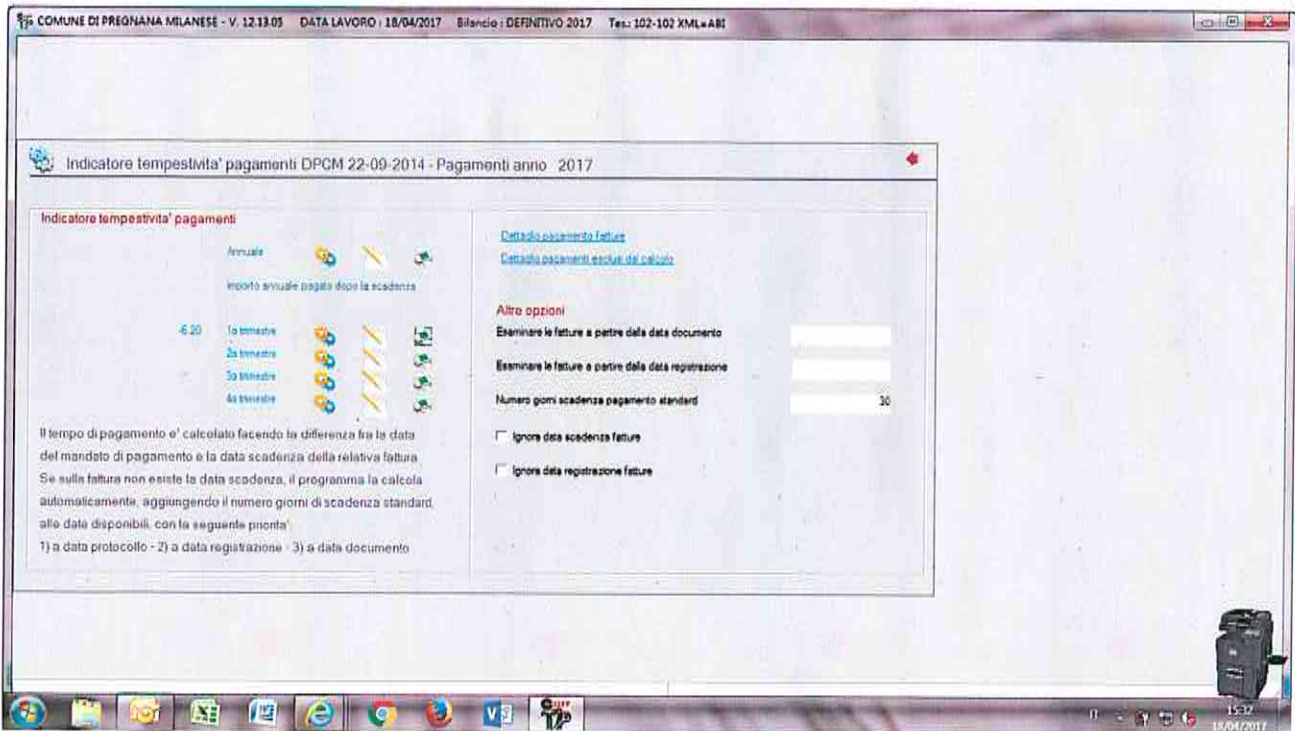 COMUNE DI PREGNANA MILANESE - V. 12.13.05 DATA LAVORO : 18/04/2017 Bilancio : DEFINITIVO 2017 Tes.: 102-102 XML=ABI
Indicatore tempestivita' pagamenti DPCM 22-09-2014 - Pagamenti anno 2017
Indicatore tempestivita' pagamenti
Annuale
Importo annuale pagato dopo la scadenza
-6.20 1o trimestre
2o trimestre
3o trimestre
4o trimestre
Il tempo di pagamento e' calcolato facendo la differenza fra la data
del mandato di pagamento e la data scadenza della relativa fattura.
Se sulla fattura non esiste la data scadenza, il programma la calcola
automaticamente, aggiungendo il numero giorni di scadenza standard,
alle date disponibili, con la seguente priorita':
1) a data protocollo - 2) a data registrazione - 3) a data documento
Dettaglio pagamento fatture
Dettaglio pagamenti esclusi dal calcolo
Altre opzioni
Esaminare le fatture a partire dalla data documento
Esaminare le fatture a partire dalla data registrazione
Numero giorni scadenza pagamento standard 30
Ignora data scadenza fatture
Ignora data registrazione fatture
15:32
18/04/2017